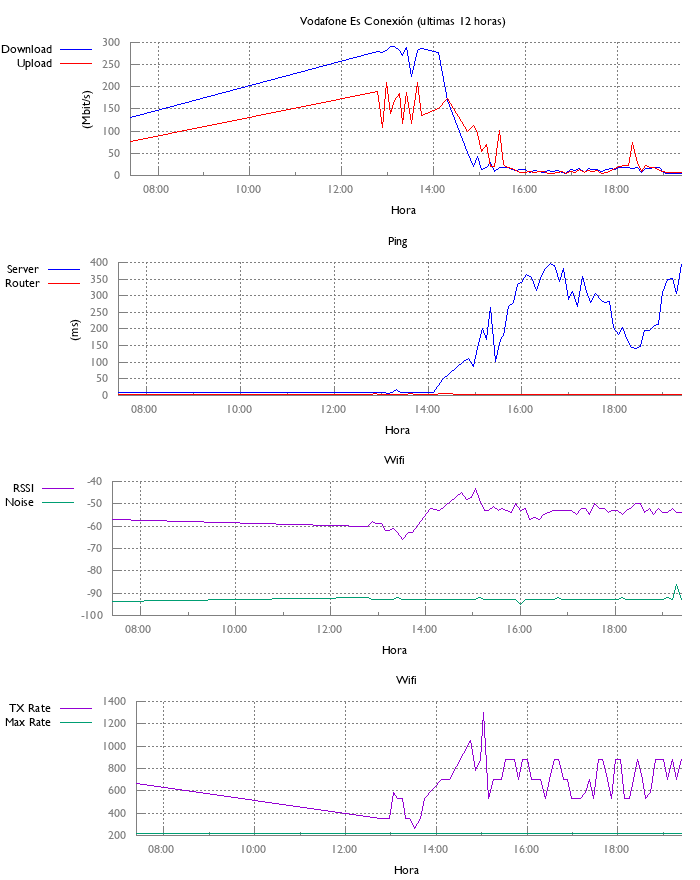 Vodafone Es Conexión (ultimas 12 horas)
Download
Upload
(Mbit/s)
300
250
200
150
100
50
0
08:00 10:00 12:00 14:00 16:00 18:00
Hora
Ping
Server
Router
(ms)
400
350
300
250
200
150
100
50
0
08:00 10:00 12:00 14:00 16:00 18:00
Hora
Wifi
RSSI
Noise
-40
-50
-60
-70
-80
-90
-100
08:00 10:00 12:00 14:00 16:00 18:00
Hora
Wifi
TX Rate
Max Rate
1400
1200
1000
800
600
400
200
08:00 10:00 12:00 14:00 16:00 18:00
Hora